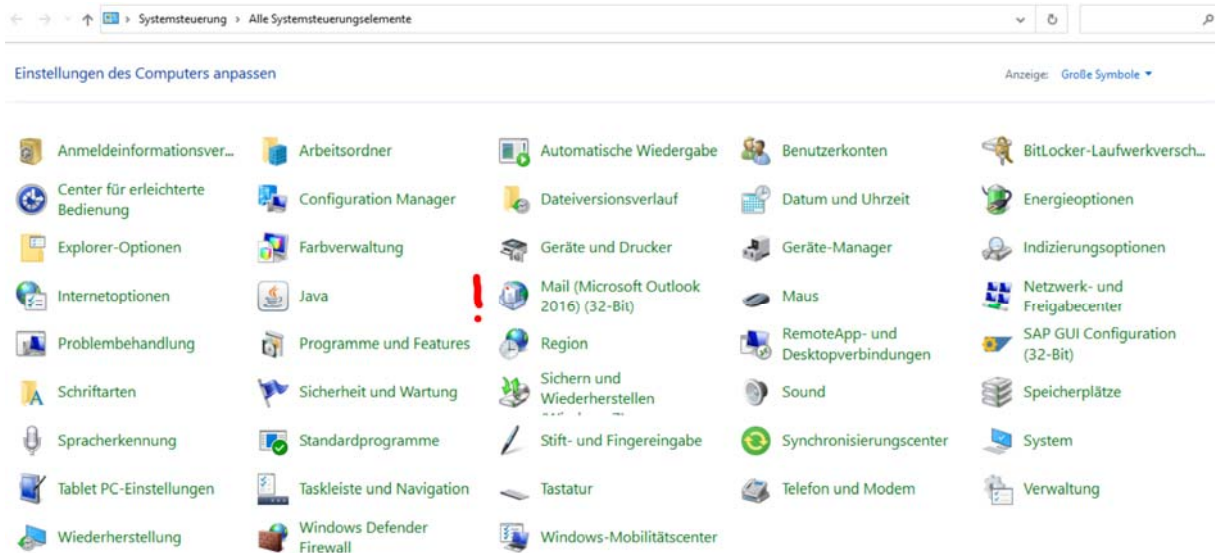 Systemsteuerung > Alle Systemsteuerungselemente
Einstellungen des Computers anpassen
Anzeige: Große Symbole
Anmeldeinformationsver...
Arbeitsordner
Automatische Wiedergabe
Benutzerkonten
BitLocker-Laufwerkversch...
Center für erleichterte
Bedienung
Configuration Manager
Dateiversionsverlauf
Datum und Uhrzeit
Energieoptionen
Explorer-Optionen
Farbverwaltung
Geräte und Drucker
Geräte-Manager
Indizierungsoptionen
Internetoptionen
Java
!
Mail (Microsoft Outlook
2016) (32-Bit)
Maus
Netzwerk- und
Freigabecenter
Problembehandlung
Programme und Features
Region
RemoteApp- und
Desktopverbindungen
SAP GUI Configuration
(32-Bit)
Schriftarten
Sicherheit und Wartung
Sichern und
Wiederherstellen
Sound
Speicherplätze
Spracherkennung
Standardprogramme
Stift- und Fingereingabe
Synchronisierungscenter
System
Tablet PC-Einstellungen
Taskleiste und Navigation
Tastatur
Telefon und Modem
Verwaltung
Wiederherstellung
Windows Defender
Firewall
Windows-Mobilitätscenter